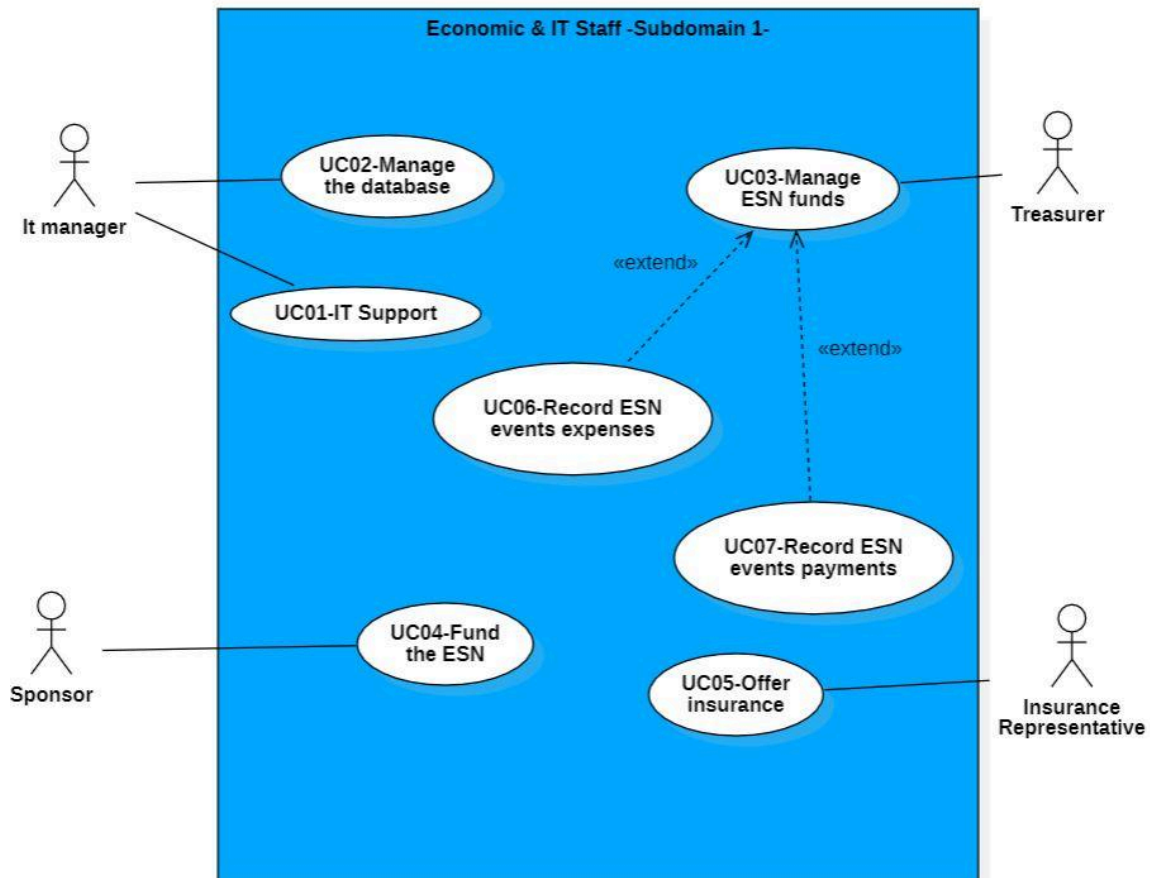 Economic & IT Staff -Subdomain 1-
UC02-Manage
the database
UC03-Manage
ESN funds
It manager
Treasurer
«extend»
UC01-IT Support
«extend»
UC06-Record ESN
events expenses
UC07-Record ESN
events payments
UC04-Fund
the ESN
Sponsor
UC05-Offer
insurance
Insurance
Representative